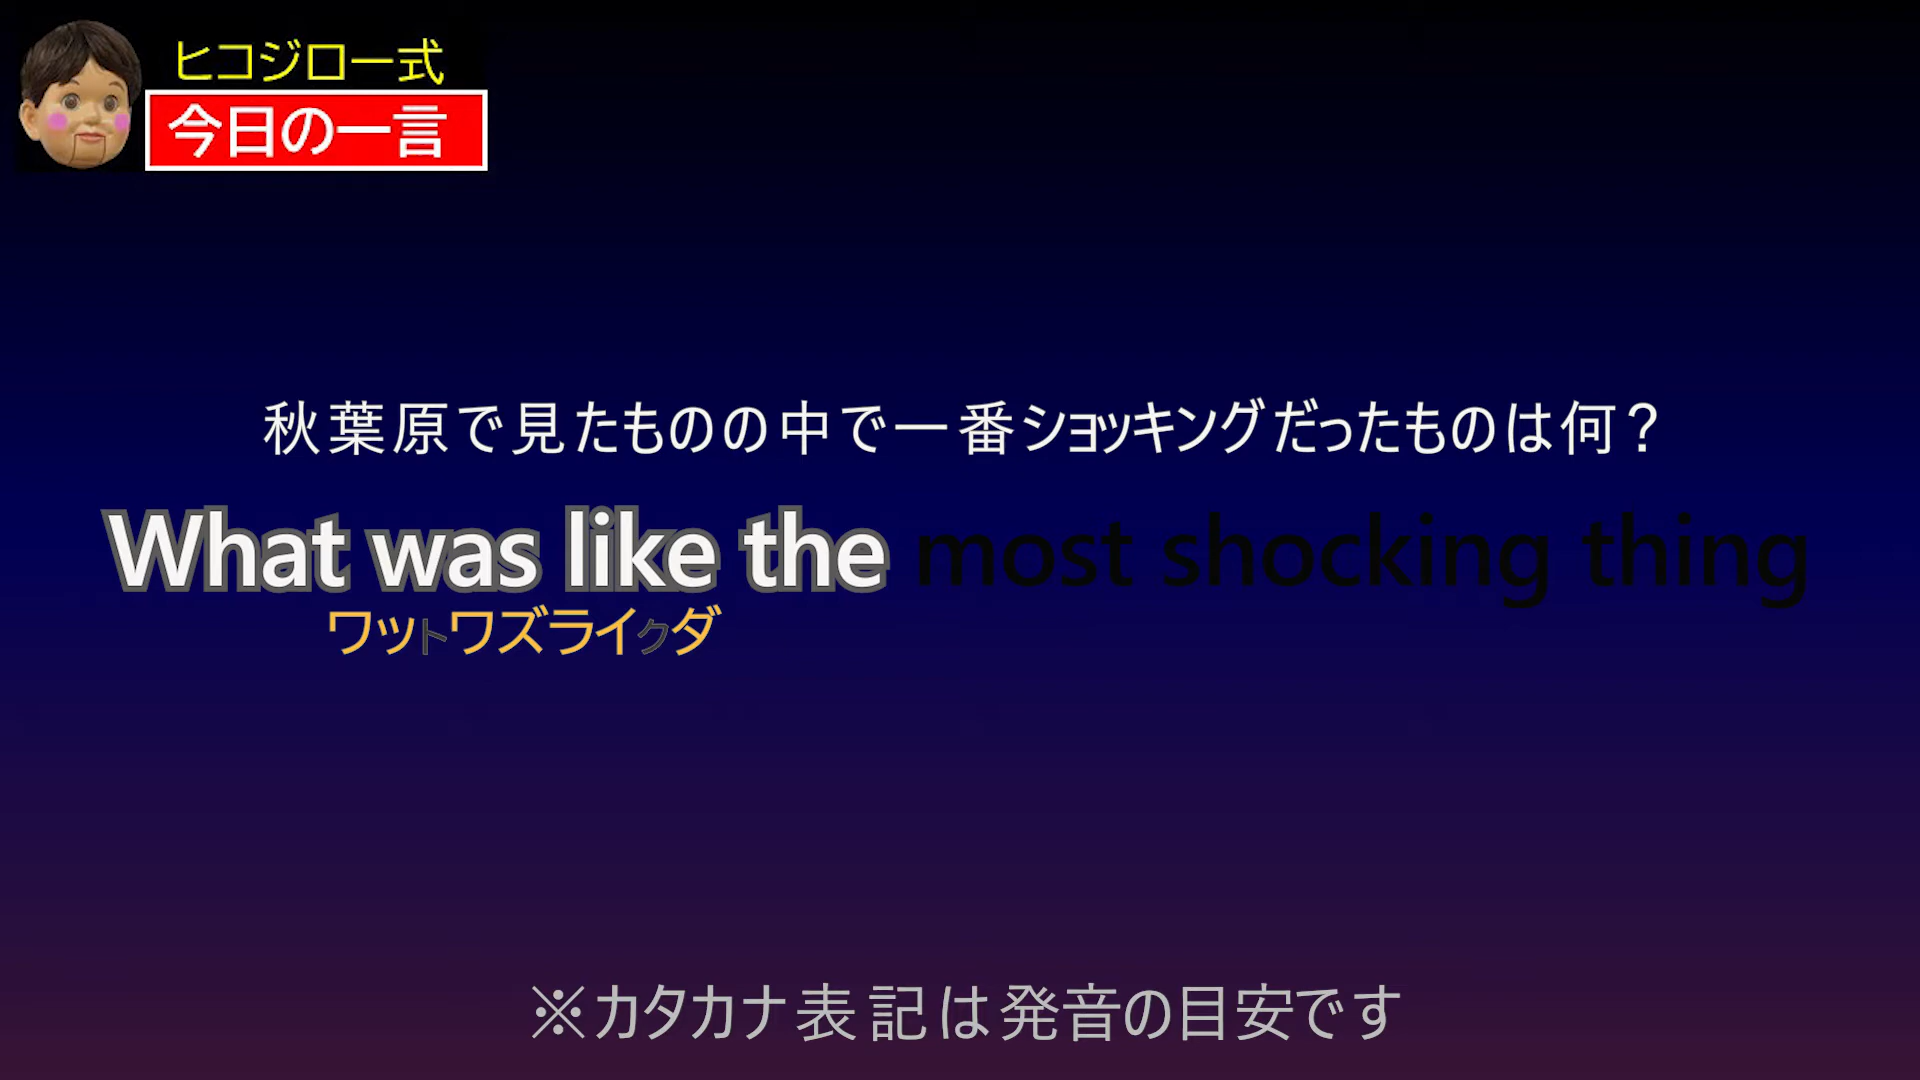 ヒコジロー式
今日の一言
秋葉原で見たものの中で一番ショッキングだったものは何？
What was like the most shocking thing
ワットワズライクダ
※カタカナ表記は発音の目安です